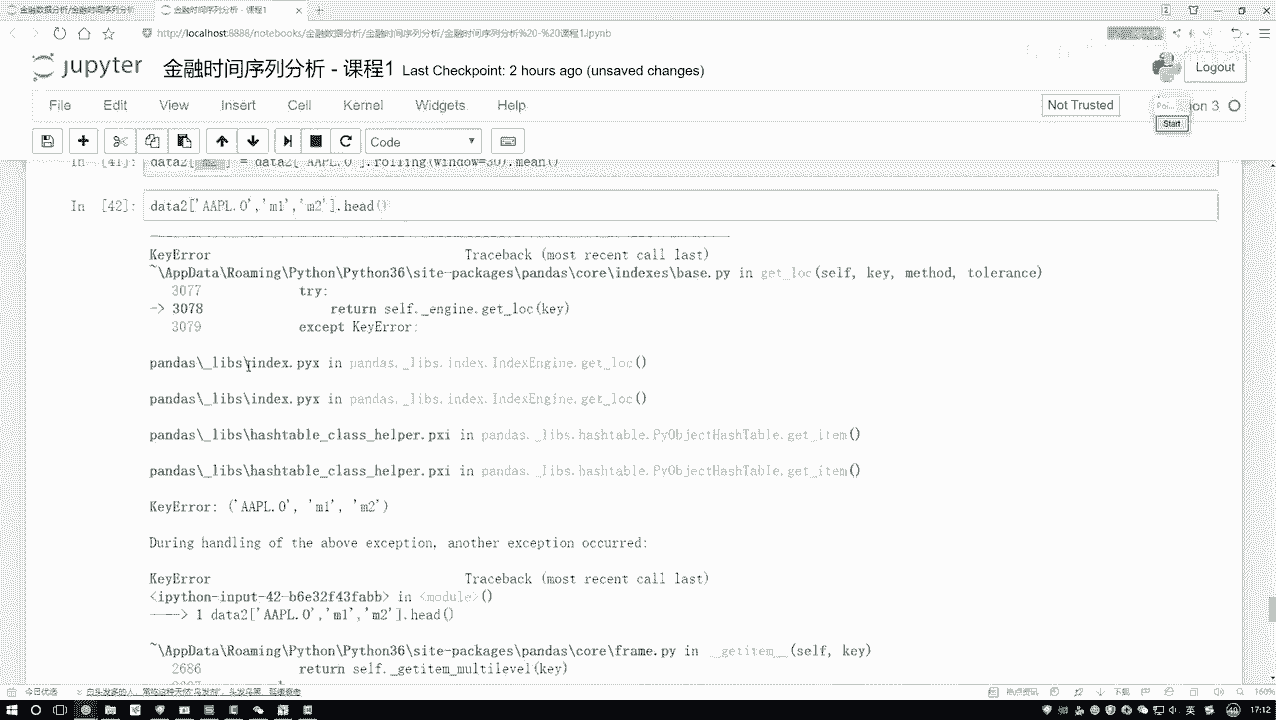 金融数据分析/金融时间序列分析
金融时间序列分析 - 课程1
http://localhost:8888/notebooks/金融数据分析/金融时间序列分析/金融时间序列分析%20-%20课程1.ipynb
jupyter 金融时间序列分析 - 课程1 Last Checkpoint: 2 hours ago (unsaved changes)
Logout
File Edit View Insert Cell Kernel Widgets Help
Not Trusted
on 3
Start
Code
In [41]: data2[ ] = data2['AAPL.O'].rolling(window=30).mean()
In [42]: data2['AAPL.O','m1','m2'].head()
KeyError Traceback (most recent call last)
~\AppData\Roaming\Python\Python36\site-packages\pandas\core\indexes\base.py in get_loc(self, key, method, tolerance)
3077 try:
-> 3078 return self._engine.get_loc(key)
3079 except KeyError:
pandas\_libs\index.pyx in pandas._libs.index.IndexEngine.get_loc()
pandas\_libs\index.pyx in pandas._libs.index.IndexEngine.get_loc()
pandas\_libs\hashtable_class_helper.pxi in pandas._libs.hashtable.PyObjectHashTable.get_item()
pandas\_libs\hashtable_class_helper.pxi in pandas._libs.hashtable.PyObjectHashTable.get_item()
KeyError: ('AAPL.O', 'm1', 'm2')
During handling of the above exception, another exception occurred:
KeyError Traceback (most recent call last)
<ipython-input-42-b6e32f43fabb> in <module>()
----> 1 data2['AAPL.O','m1','m2'].head()
~\AppData\Roaming\Python\Python36\site-packages\pandas\core\frame.py in __getitem__(self, key)
2686 return self._getitem_multilevel(key)
今日优选
热点资讯
下载
160%
英
17:12